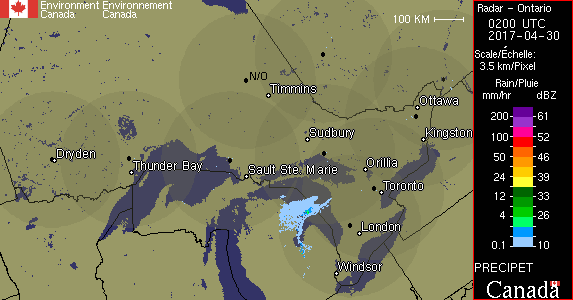 Environment Environnement
Canada Canada
100 KM
N/O
Timmins
Ottawa
Sudbury
Kingston
Dryden
Thunder Bay
Sault Ste. Marie
Orillia
Toronto
London
Windsor
Radar - Ontario
0200 UTC
2017-04-30
Scale/Échelle:
3.5 km/Pixel
Rain/Pluie
mm/hr dBZ
200 61
100 52
50 46
24 39
12 33
4 26
1 20
0.1 10
PRECIPET
Canada